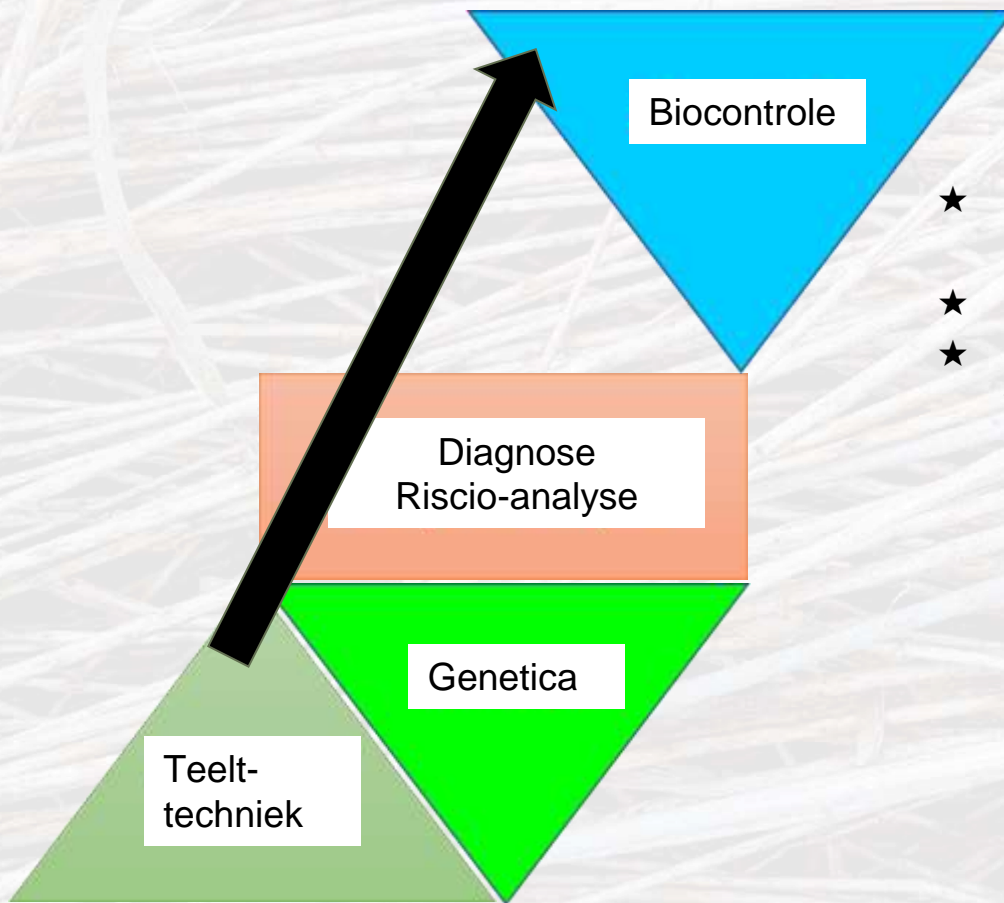 Biocontrole
Diagnose
Riscio-analyse
Genetica
Teelt-
techniek